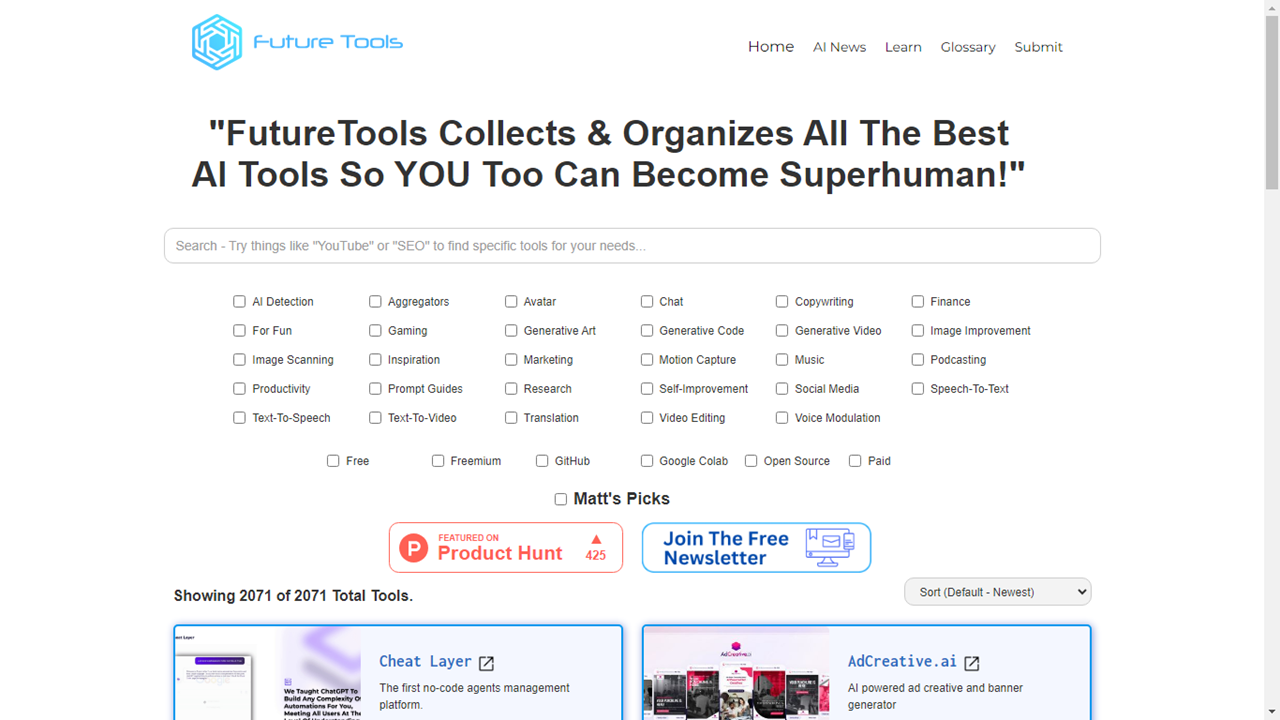 Future Tools
Home AI News Learn Glossary Submit
"FutureTools Collects & Organizes All The Best
AI Tools So YOU Too Can Become Superhuman!"
Search - Try things like "YouTube" or "SEO" to find specific tools for your needs...
AI Detection Aggregators Avatar Chat Copywriting Finance
For Fun Gaming Generative Art Generative Code Generative Video Image Improvement
Image Scanning Inspiration Marketing Motion Capture Music Podcasting
Productivity Prompt Guides Research Self-Improvement Social Media Speech-To-Text
Text-To-Speech Text-To-Video Translation Video Editing Voice Modulation
Free Freemium GitHub Google Colab Open Source Paid
Matt's Picks
FEATURED ON
Product Hunt
425
Join The Free
Newsletter
Showing 2071 of 2071 Total Tools.
Sort (Default - Newest)
Cheat Layer
The first no-code agents management
platform.
We Taught ChatGPT To
Build Any Complexity Of
Automations For You,
Meeting All Users At The
Level Of Understanding
AdCreative.ai
AdCreative.ai
AI powered ad creative and banner
generator